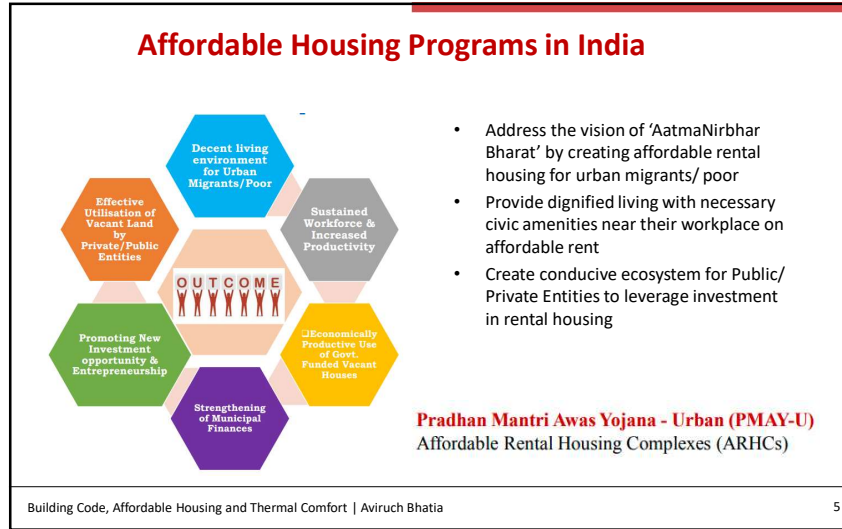 Affordable Housing Programs in India
Decent living
environment
for Urban
Migrants/Poor
Effective
Utilisation of
Vacant Land
by
Private/Public
Entities
Sustained
Workforce &
Increased
Productivity
OUTCOME
Promoting New
Investment
opportunity &
Entrepreneurship
❑Economically
Productive Use
of Govt.
Funded Vacant
Houses
Strengthening
of Municipal
Finances
• Address the vision of ‘AatmaNirbhar
Bharat’ by creating affordable rental
housing for urban migrants/ poor
• Provide dignified living with necessary
civic amenities near their workplace on
affordable rent
• Create conducive ecosystem for Public/
Private Entities to leverage investment
in rental housing
Pradhan Mantri Awas Yojana - Urban (PMAY-U)
Affordable Rental Housing Complexes (ARHCs)
Building Code, Affordable Housing and Thermal Comfort | Aviruch Bhatia
5